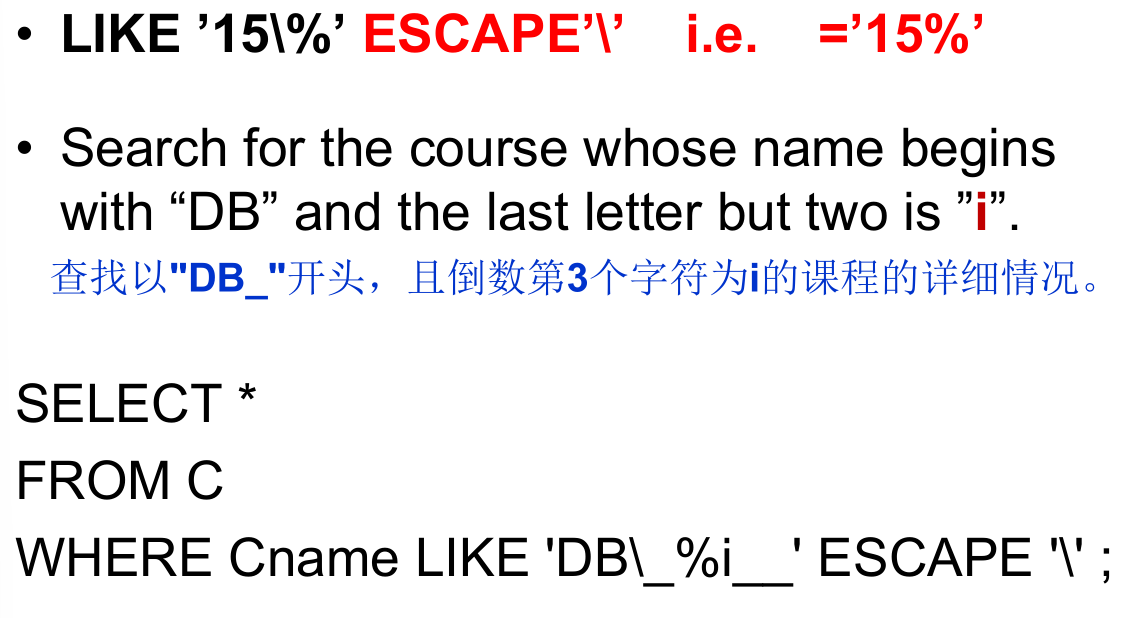 • LIKE ’15\%’ ESCAPE’\’ i.e. =’15%’
• Search for the course whose name begins
with “DB” and the last letter but two is ”i”.
查找以"DB_"开头，且倒数第3个字符为i的课程的详细情况。
SELECT *
FROM C
WHERE Cname LIKE 'DB\_%i__' ESCAPE '\' ;